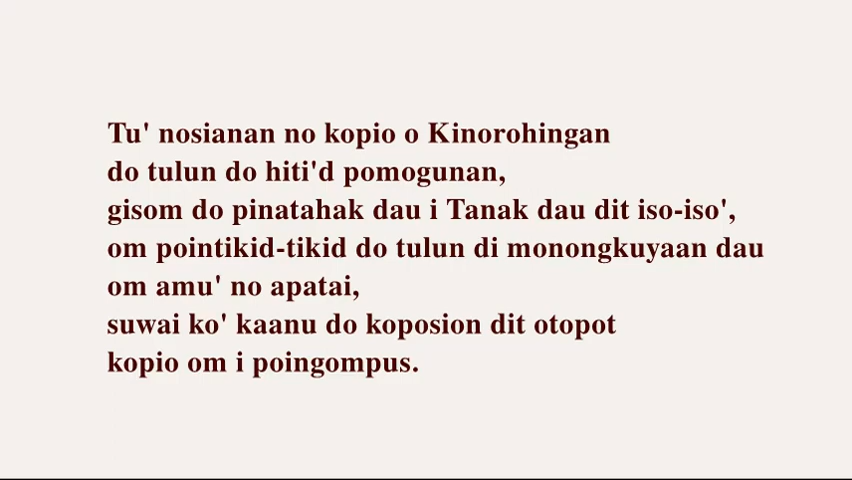 Tu' nosianan no kopio o Kinorohingan
do tulun do hiti'd pomogunan,
gisom do pinatahak dau i Tanak dau dit iso-iso',
om pointikid-tikid do tulun di monongkuyaan dau
om amu' no apatai,
suwai ko' kaanu do koposion dit otopot
kopio om i poingompus.